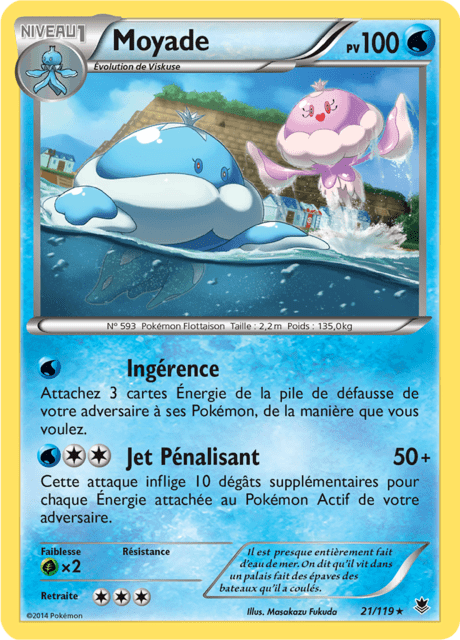 NIVEAU 1
Moyade
PV 100
Évolution de Viskuse
N° 593 Pokémon Flottaison Taille : 2,2 m Poids : 135,0kg
Ingérence
Attachez 3 cartes Énergie de la pile de défausse de
votre adversaire à ses Pokémon, de la manière que vous
voulez.
Jet Pénalisant 50+
Cette attaque inflige 10 dégâts supplémentaires pour
chaque Énergie attachée au Pokémon Actif de votre
adversaire.
Faiblesse
×2
Résistance
Retraite
Il est presque entièrement fait
d'eau de mer. On dit qu'il vit dans
un palais fait des épaves des
bateaux qu'il a coulés.
©2014 Pokémon
Illus. Masakazu Fukuda
21/119★